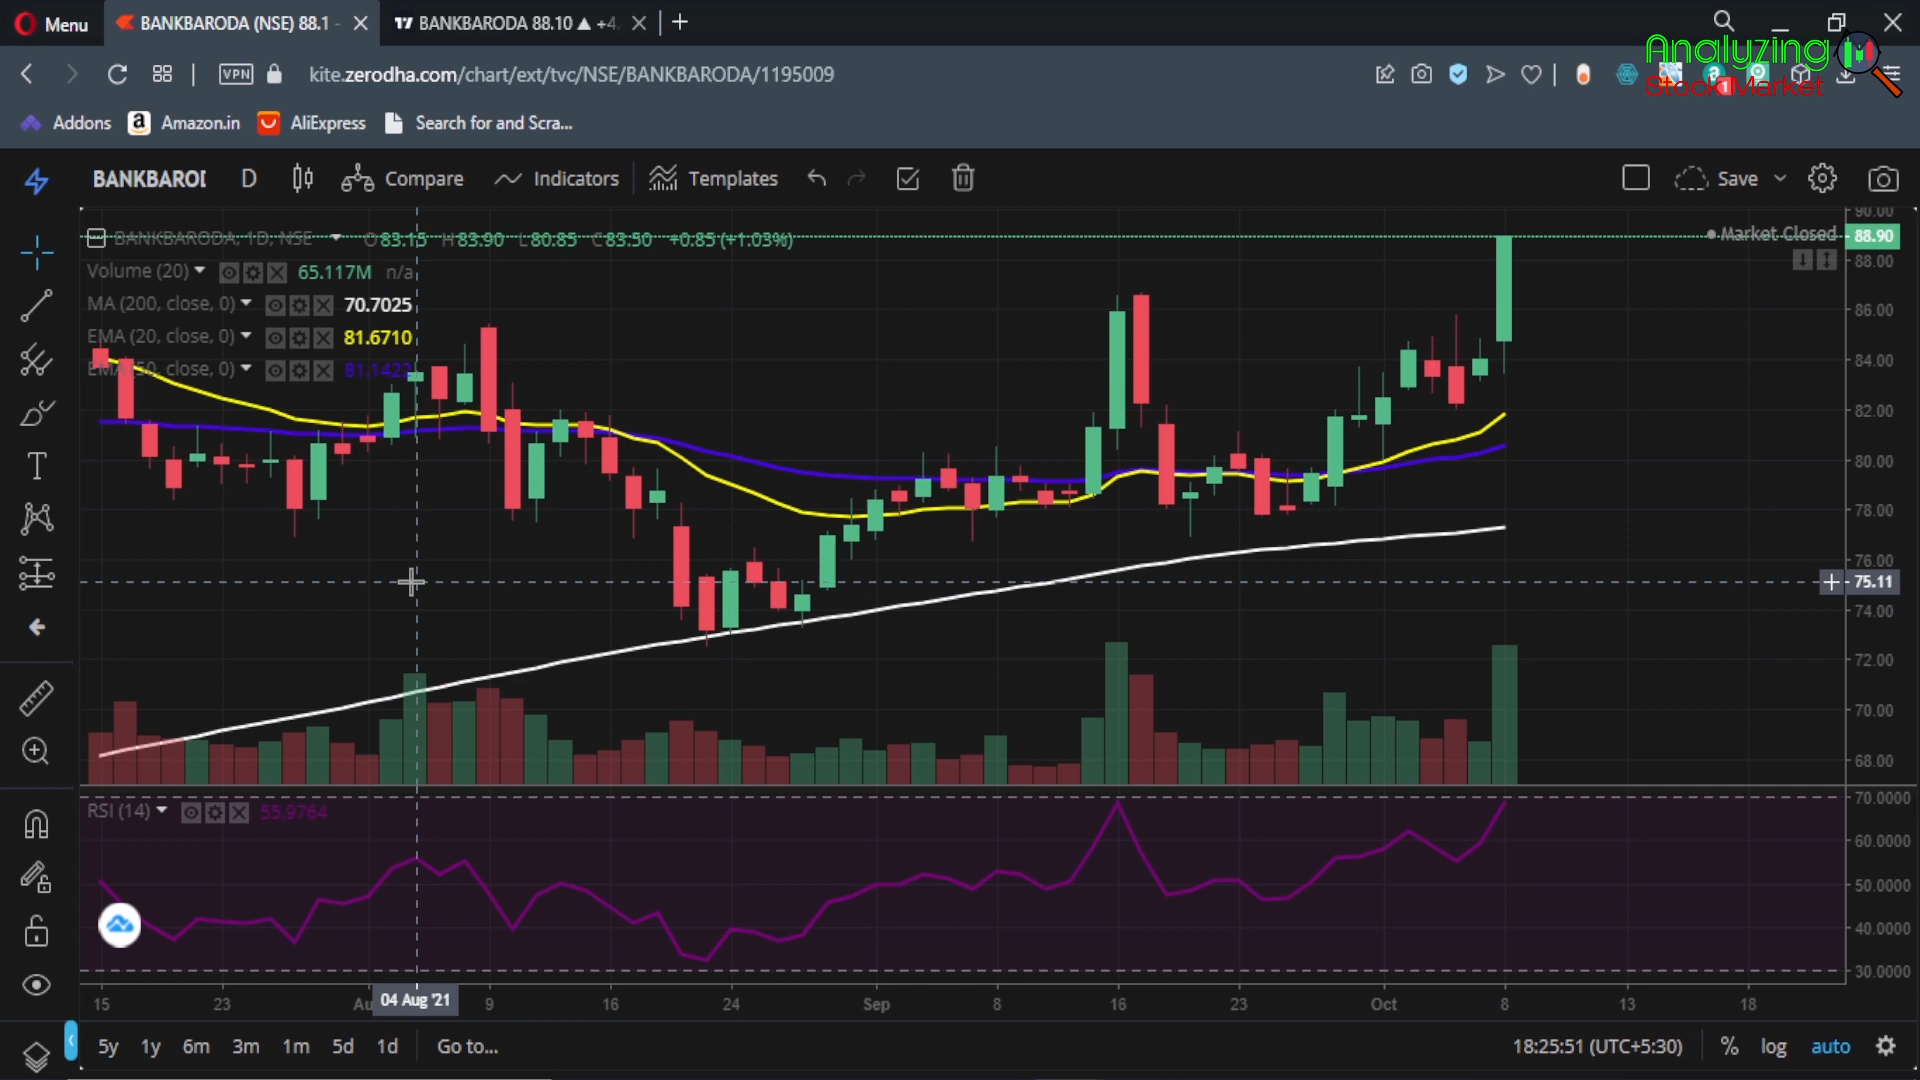 Menu
BANKBARODA (NSE) 88.1
BANKBARODA 88.10 ▲ +4.
Analyzing
Stock Market
VPN
kite.zerodha.com/chart/ext/tvc/NSE/BANKBARODA/1195009
1
Addons
Amazon.in
AliExpress
Search for and Scra...
BANKBAROI
D
Compare
Indicators
Templates
Save
BANKBARODA, 1D, NSE O83.15 H83.90 L80.85 C83.50 +0.85 (+1.03%)
Market Closed
Volume (20) 65.117M n/a
MA (200, close, 0) 70.7025
EMA (20, close, 0) 81.6710
EMA (50, close, 0) 81.1422
90.00
88.90
88.00
86.00
84.00
82.00
80.00
78.00
76.00
75.11
74.00
72.00
70.00
68.00
RSI (14) 55.9764
70.0000
60.0000
50.0000
40.0000
30.0000
15 23 Au 04 Aug '21 9 16 24 Sep 8 16 23 Oct 8 13 18
5y 1y 6m 3m 1m 5d 1d Go to...
18:25:51 (UTC+5:30) % log auto